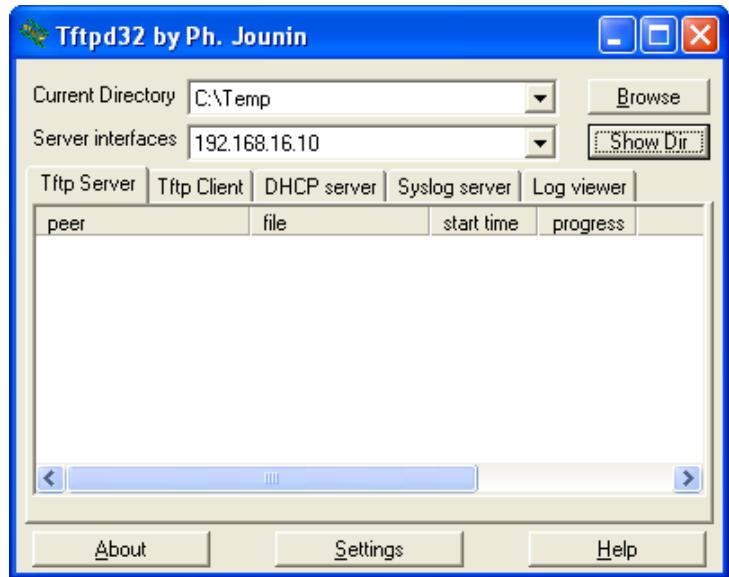 Tftpd32 by Ph. Jounin
Current Directory C:\Temp Browse
Server interfaces 192.168.16.10 Show Dir
Tftp Server Tftp Client DHCP server Syslog server Log viewer
peer file start time progress
About Settings Help